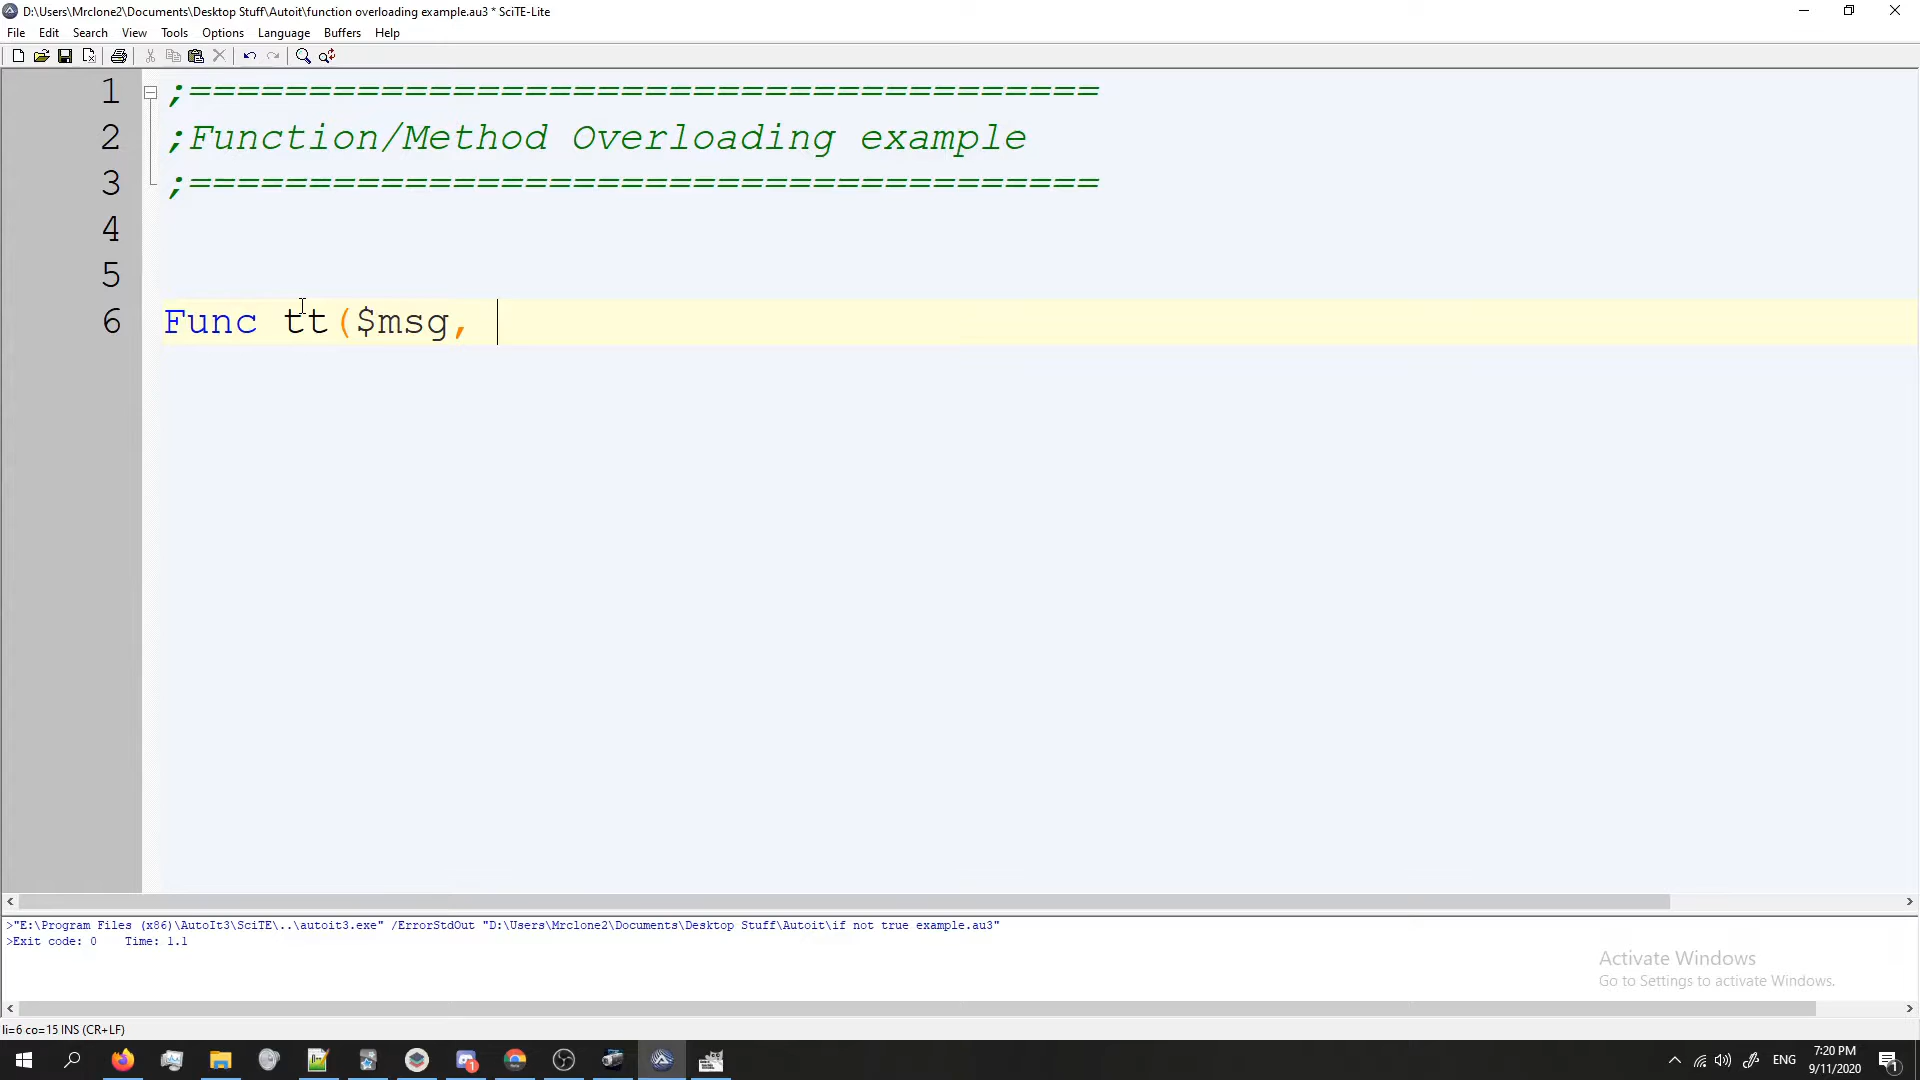 D:\Users\Mrclone2\Documents\Desktop Stuff\Autoit\function overloading example.au3 * SciTE-Lite
File Edit Search View Tools Options Language Buffers Help
1 ;======================================
2 ;Function/Method Overloading example
3 ;======================================
4
5
6 Func tt($msg,
>"E:\Program Files (x86)\AutoIt3\SciTE\..\autoit3.exe" /ErrorStdOut "D:\Users\Mrclone2\Documents\Desktop Stuff\Autoit\if not true example.au3"
>Exit code: 0    Time: 1.1
Activate Windows
Go to Settings to activate Windows.
li=6 co=15 INS (CR+LF)
ENG
7:20 PM
9/11/2020